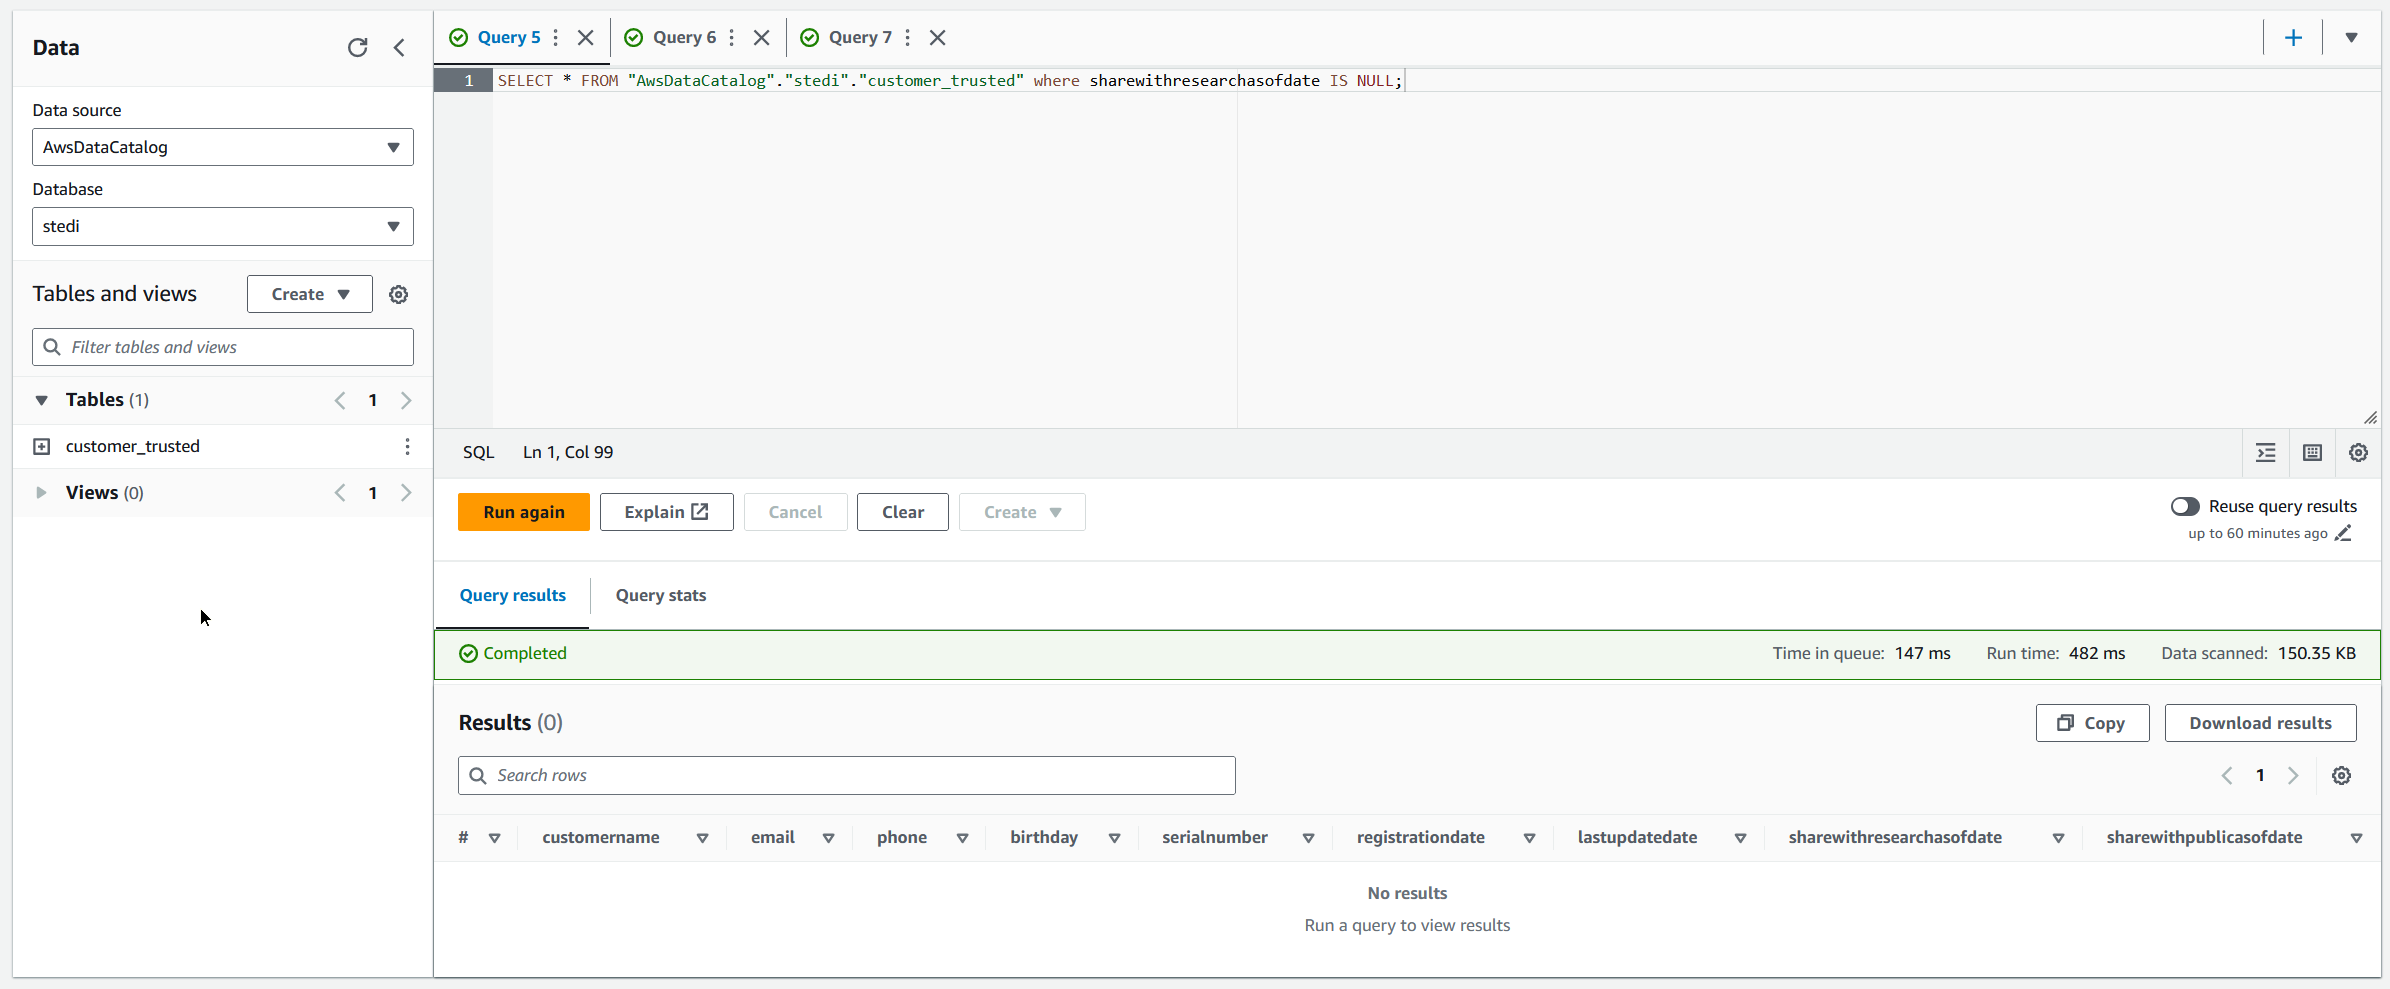 Data
Data source
AwsDataCatalog
Database
stedi
Tables and views
Create
Filter tables and views
Tables (1)
1
customer_trusted
Views (0)
1
Query 5
Query 6
Query 7
1 SELECT * FROM "AwsDataCatalog"."stedi"."customer_trusted" where sharewithresearchasofdate IS NULL;
SQL Ln 1, Col 99
Run again Explain Cancel Clear Create
Reuse query results
up to 60 minutes ago
Query results Query stats
Completed Time in queue: 147 ms Run time: 482 ms Data scanned: 150.35 KB
Results (0)
Copy Download results
Search rows
1
# customername email phone birthday serialnumber registrationdate lastupdatedate sharewithresearchasofdate sharewithpublicasofdate
No results
Run a query to view results